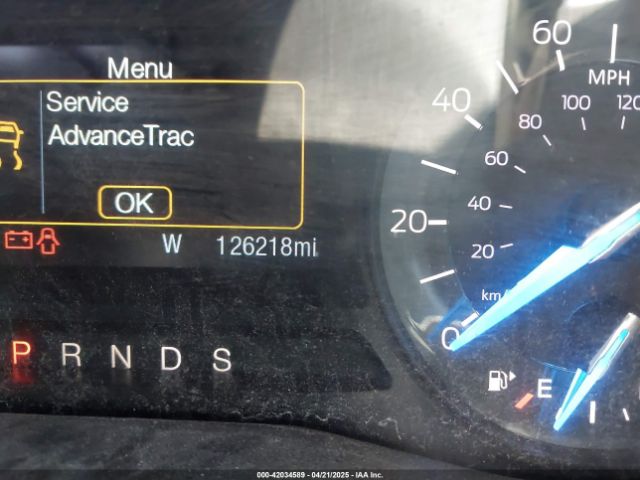 Menu
Service
AdvanceTrac
OK
W 126218mi
P R N D S
60
MPH
40
100
120
80
60
20
40
20
km/
0
E
000-42034589 - 04/21/2025 - IAA Inc.